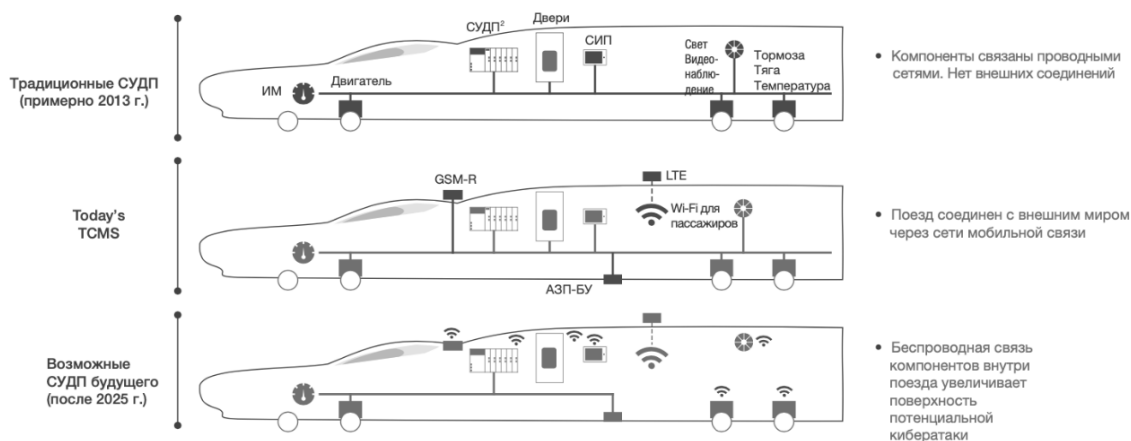 Традиционные СУДП
(примерно 2013 г.)
ИМ
Двигатель
СУДП²
Двери
СИП
Свет
Видео-
наблю-
дение
Тормоза
Тяга
Температура
• Компоненты связаны проводными
сетями. Нет внешних соединений
Today's
TCMS
GSM-R
LTE
Wi-Fi для
пассажиров
АЗП-БУ
• Поезд соединен с внешним миром
через сети мобильной связи
Возможные
СУДП будущего
(после 2025 г.)
• Беспроводная связь
компонентов внутри
поезда увеличивает
поверхность
потенциальной
кибератаки